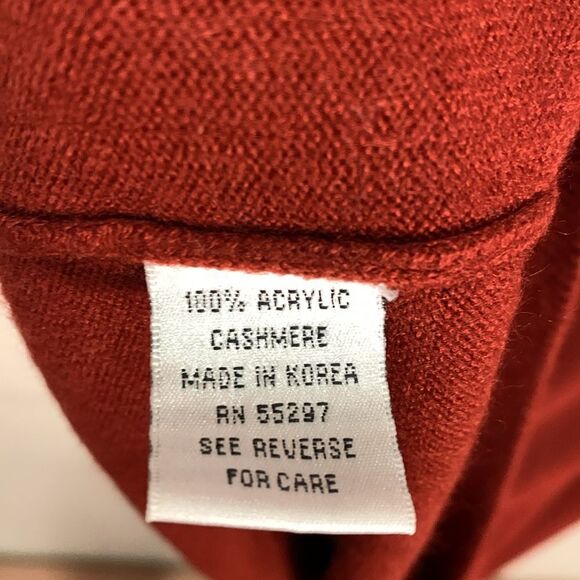 100% ACRYLIC
CASHMERE
MADE IN KOREA
RN 55297
SEE REVERSE
FOR CARE